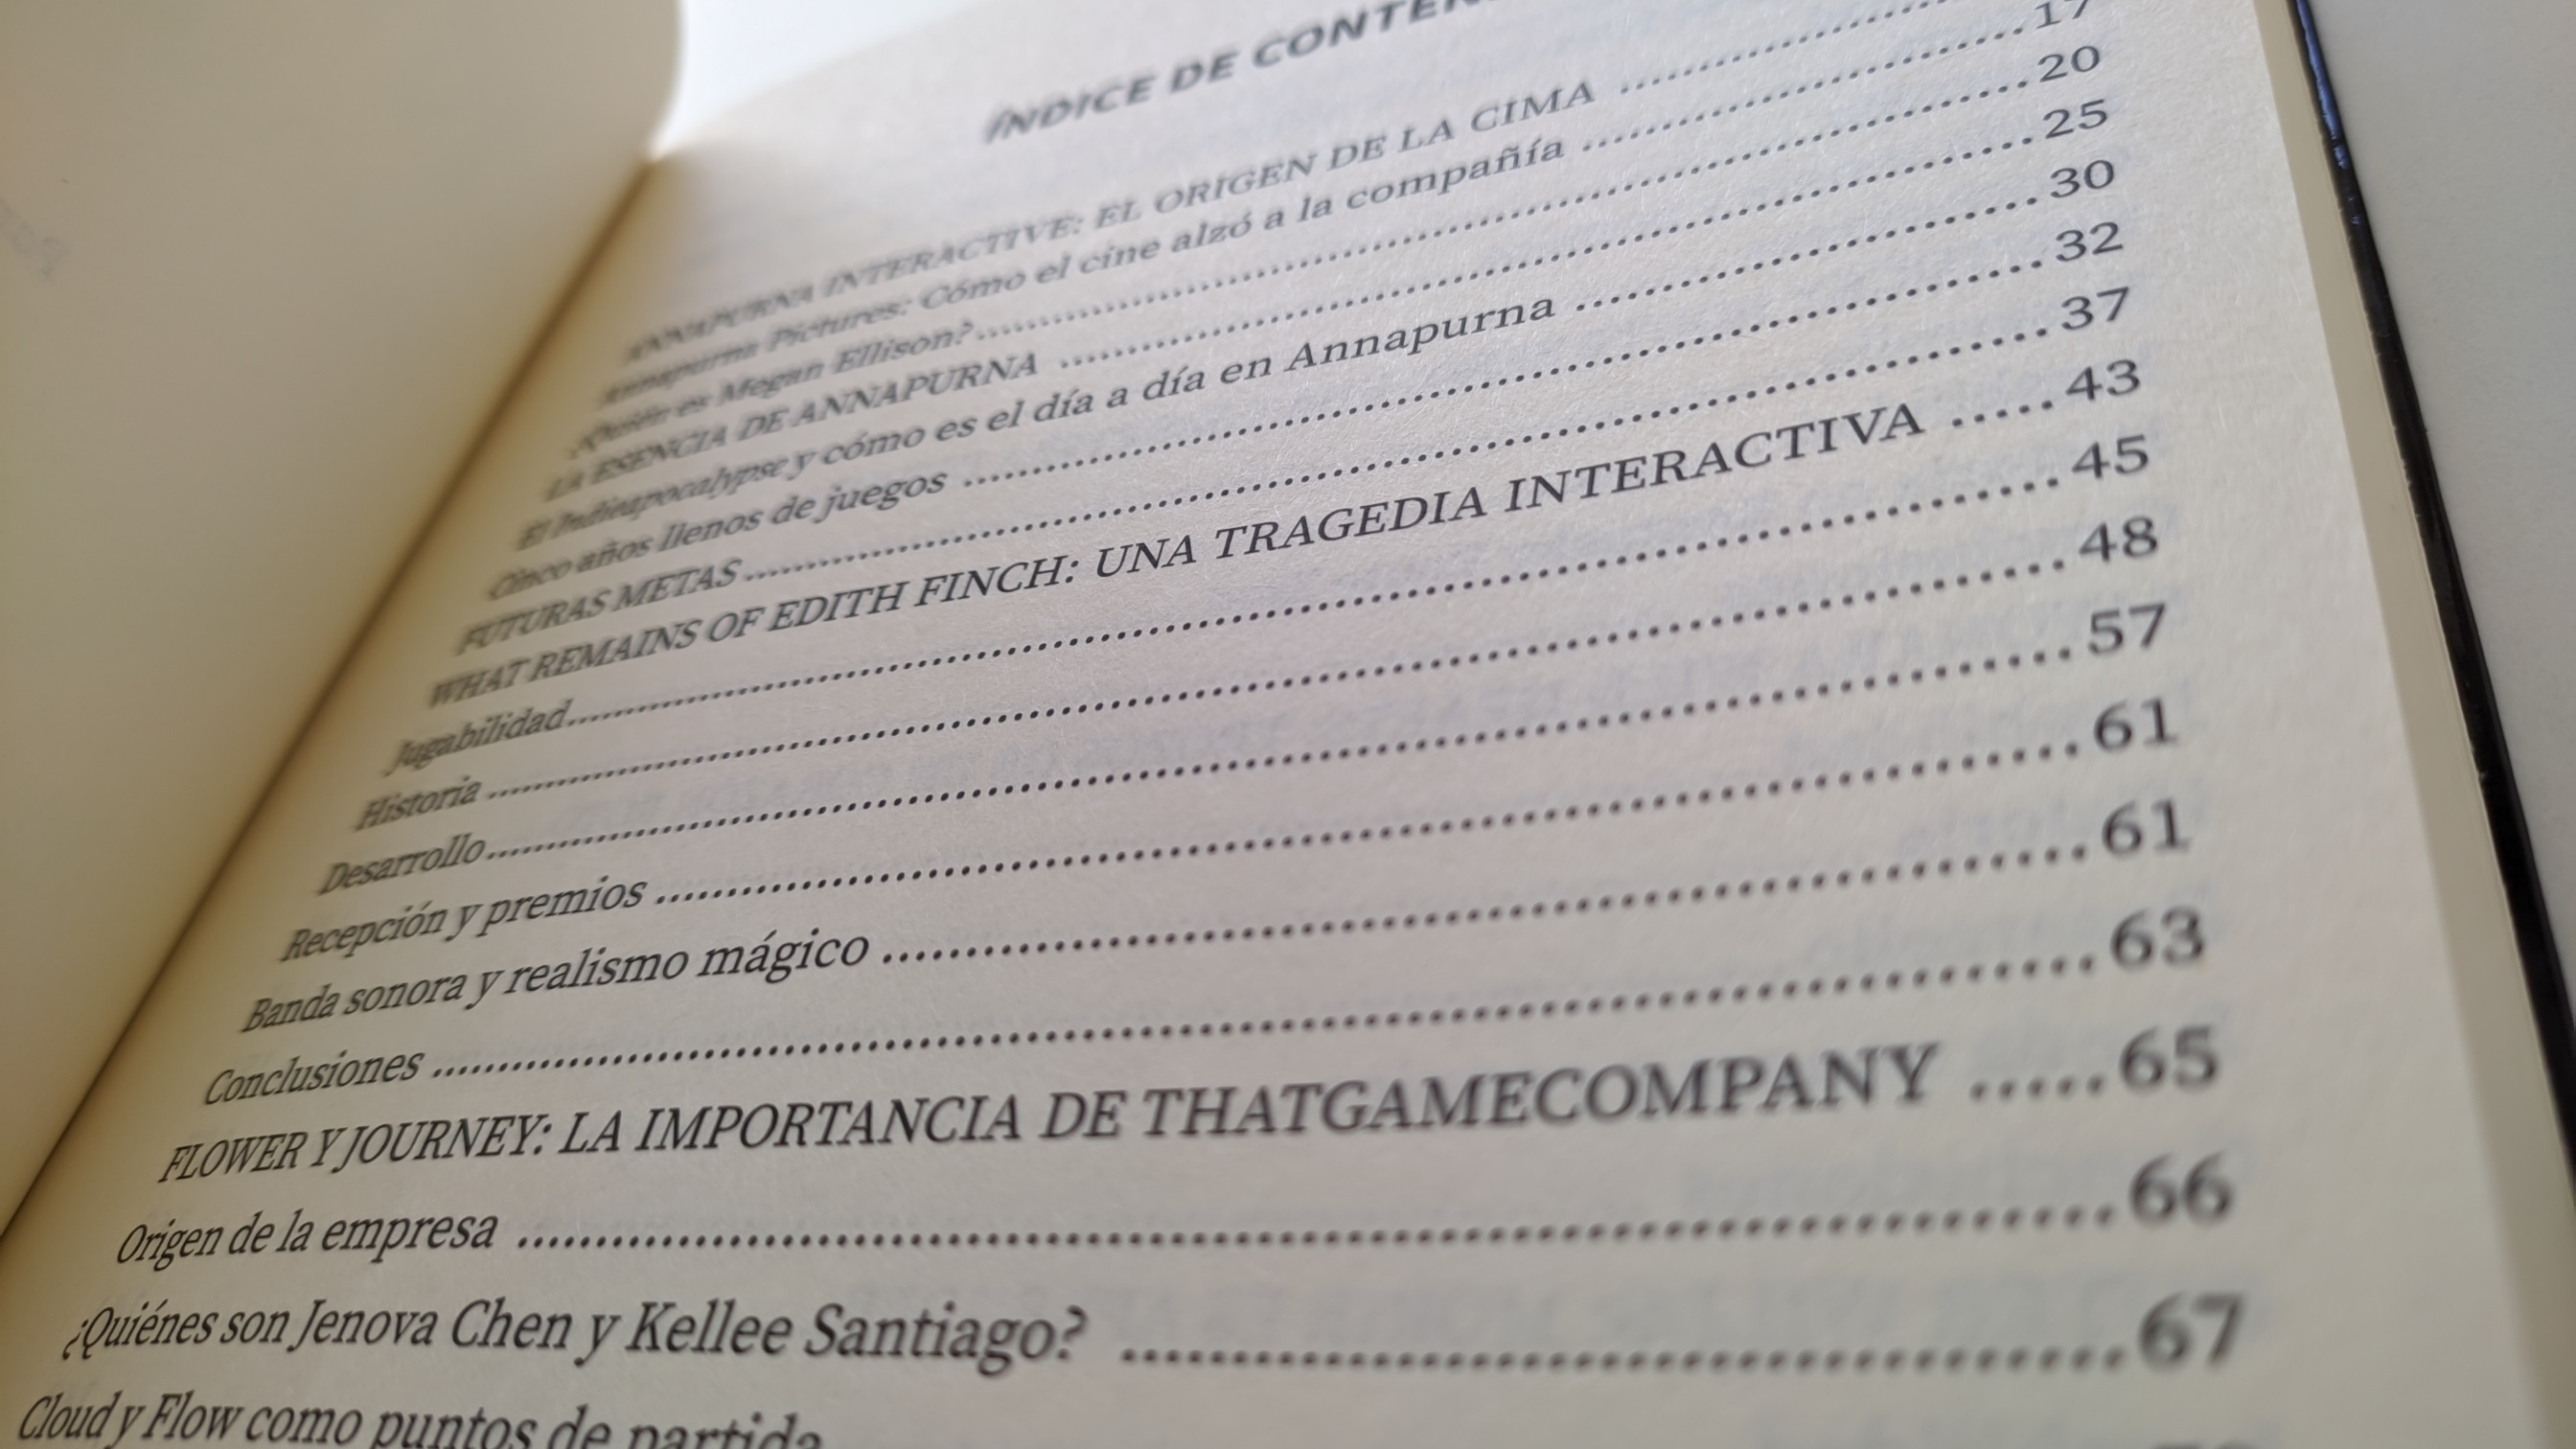 ÍNDICE DE CONTEN
ANNAPURNA INTERACTIVE: EL ORIGEN DE LA CIMA ..........
Annapurna Pictures: Cómo el cine alzó a la compañía ..........17
¿Quién es Megan Ellison?..........20
LA ESENCIA DE ANNAPURNA ..........25
El Indieapocalypse y cómo es el día a día en Annapurna ..........30
Cinco años llenos de juegos ..........32
FUTURAS METAS ..........37
WHAT REMAINS OF EDITH FINCH: UNA TRAGEDIA INTERACTIVA .....43
Jugabilidad..........45
Historia ..........48
Desarrollo..........57
Recepción y premios ..........61
Banda sonora y realismo mágico ..........61
Conclusiones ..........63
FLOWER Y JOURNEY: LA IMPORTANCIA DE THATGAMECOMPANY .....65
Origen de la empresa ..........66
¿Quiénes son Jenova Chen y Kellee Santiago? ..........67
Cloud y Flow como puntos de partida